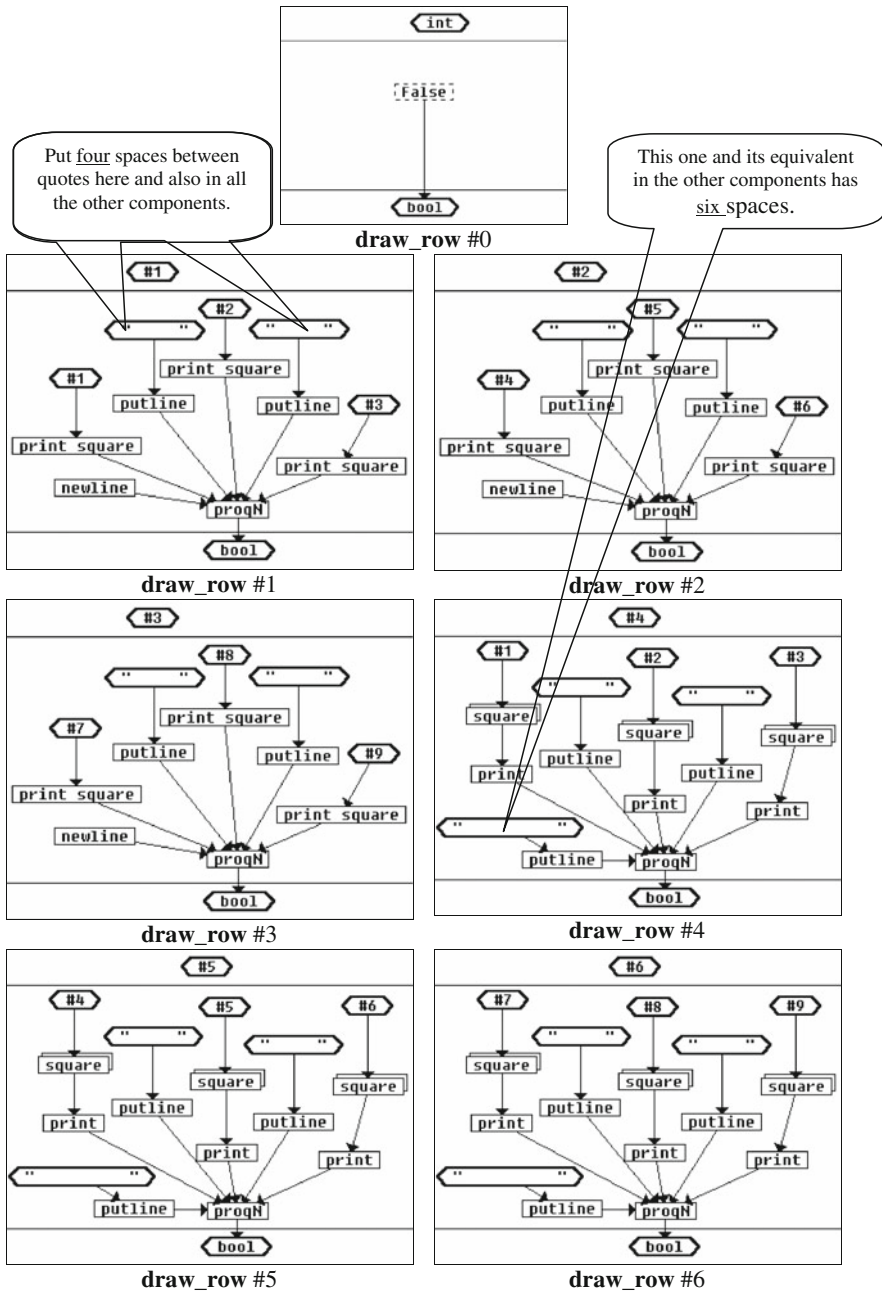 int
False
bool
draw_row #0
Put four spaces between
quotes here and also in all
the other components.
This one and its equivalent
in the other components has
six spaces.
#1
#2
" "
" "
print square
#1
putline
putline
#3
print square
print square
newline
progN
bool
draw_row #1
#2
#5
" "
" "
print square
#4
putline
putline
#6
print square
print square
newline
progN
bool
draw_row #2
#3
#8
" "
" "
print square
#7
putline
putline
#9
print square
print square
newline
progN
bool
draw_row #3
#4
#1
#2
#3
" "
" "
square
square
square
putline
print
putline
print
print
" "
putline
progN
bool
draw_row #4
#5
#4
#5
#6
" "
" "
square
square
square
putline
print
putline
print
print
" "
putline
progN
bool
draw_row #5
#6
#7
#8
#9
" "
" "
square
square
square
putline
print
putline
print
print
" "
putline
progN
bool
draw_row #6